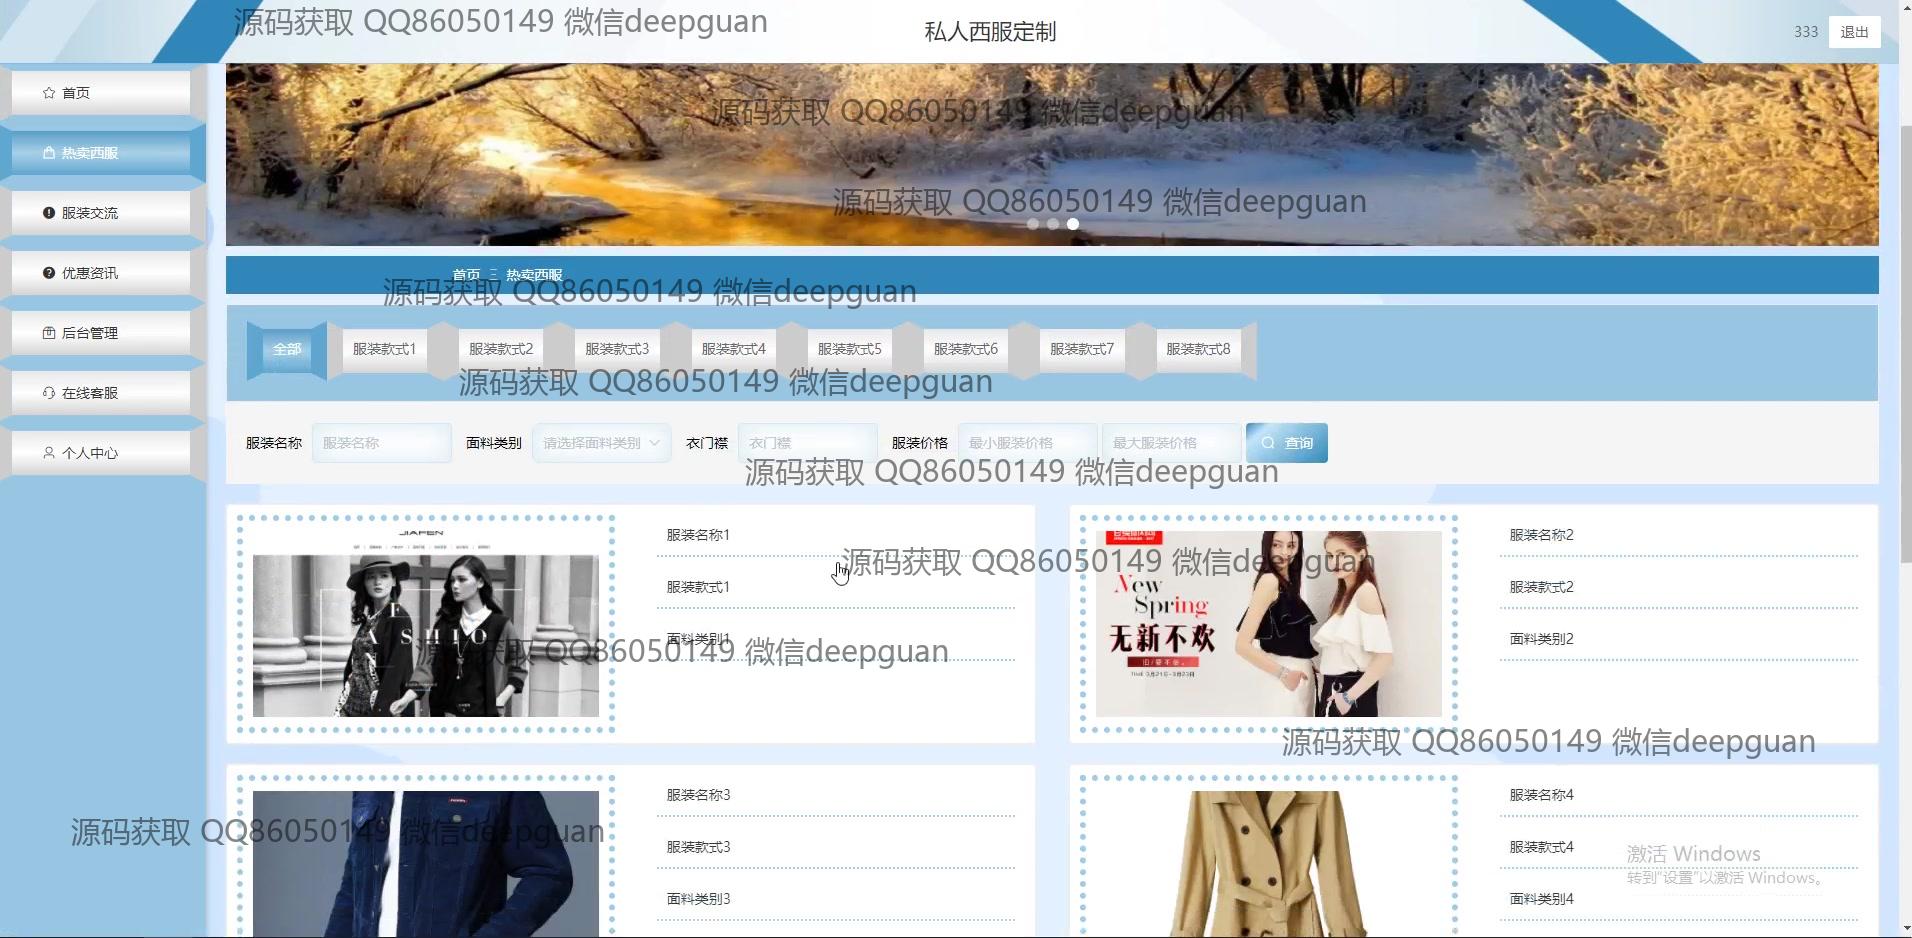 源码获取 QQ86050149 微信deepguan
私人西服定制
333
退出
首页
热卖西服
服装交流
优惠资讯
后台管理
在线客服
个人中心
源码获取 QQ86050149 微信deepguan
源码获取 QQ86050149 微信deepguan
首页 三 热卖西服
源码获取 QQ86050149 微信deepguan
全部 服装款式1 服装款式2 服装款式3 服装款式4 服装款式5 服装款式6 服装款式7 服装款式8
源码获取 QQ86050149 微信deepguan
服装名称 服装名称 面料类别 请选择面料类别 衣门襟 衣门襟 服装价格 最小服装价格 最大服装价格 查询
源码获取 QQ86050149 微信deepguan
JIAFEN
FASHION
服装名称1
服装款式1
面料类别1
源码获取 QQ86050149 微信deepguan
New
Spring
无新不欢
TIME 3月21日-3月23日
服装名称2
服装款式2
面料类别2
源码获取 QQ86050149 微信deepguan
源码获取 QQ86050149 微信deepguan
服装名称3
服装款式3
面料类别3
源码获取 QQ86050149 微信deepguan
服装名称4
服装款式4
面料类别4
激活 Windows
转到"设置"以激活 Windows。